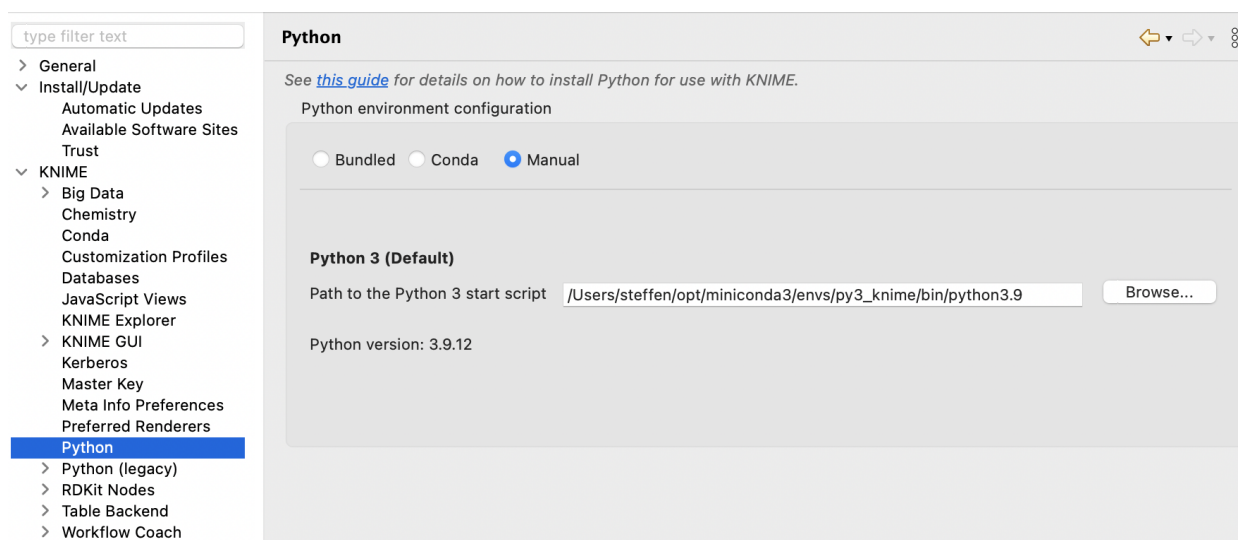 type filter text
General
Install/Update
Automatic Updates
Available Software Sites
Trust
KNIME
Big Data
Chemistry
Conda
Customization Profiles
Databases
JavaScript Views
KNIME Explorer
KNIME GUI
Kerberos
Master Key
Meta Info Preferences
Preferred Renderers
Python
Python (legacy)
RDKit Nodes
Table Backend
Workflow Coach
Python
See this guide for details on how to install Python for use with KNIME.
Python environment configuration
Bundled Conda Manual
Python 3 (Default)
Path to the Python 3 start script /Users/steffen/opt/miniconda3/envs/py3_knime/bin/python3.9 Browse...
Python version: 3.9.12